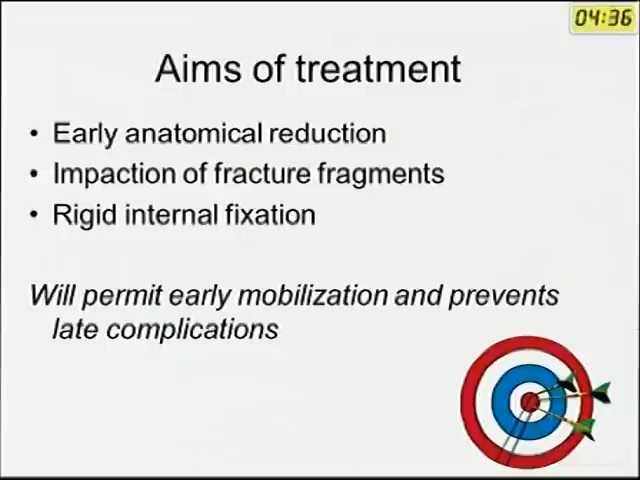 04:36
Aims of treatment
• Early anatomical reduction
• Impaction of fracture fragments
• Rigid internal fixation
Will permit early mobilization and prevents
late complications